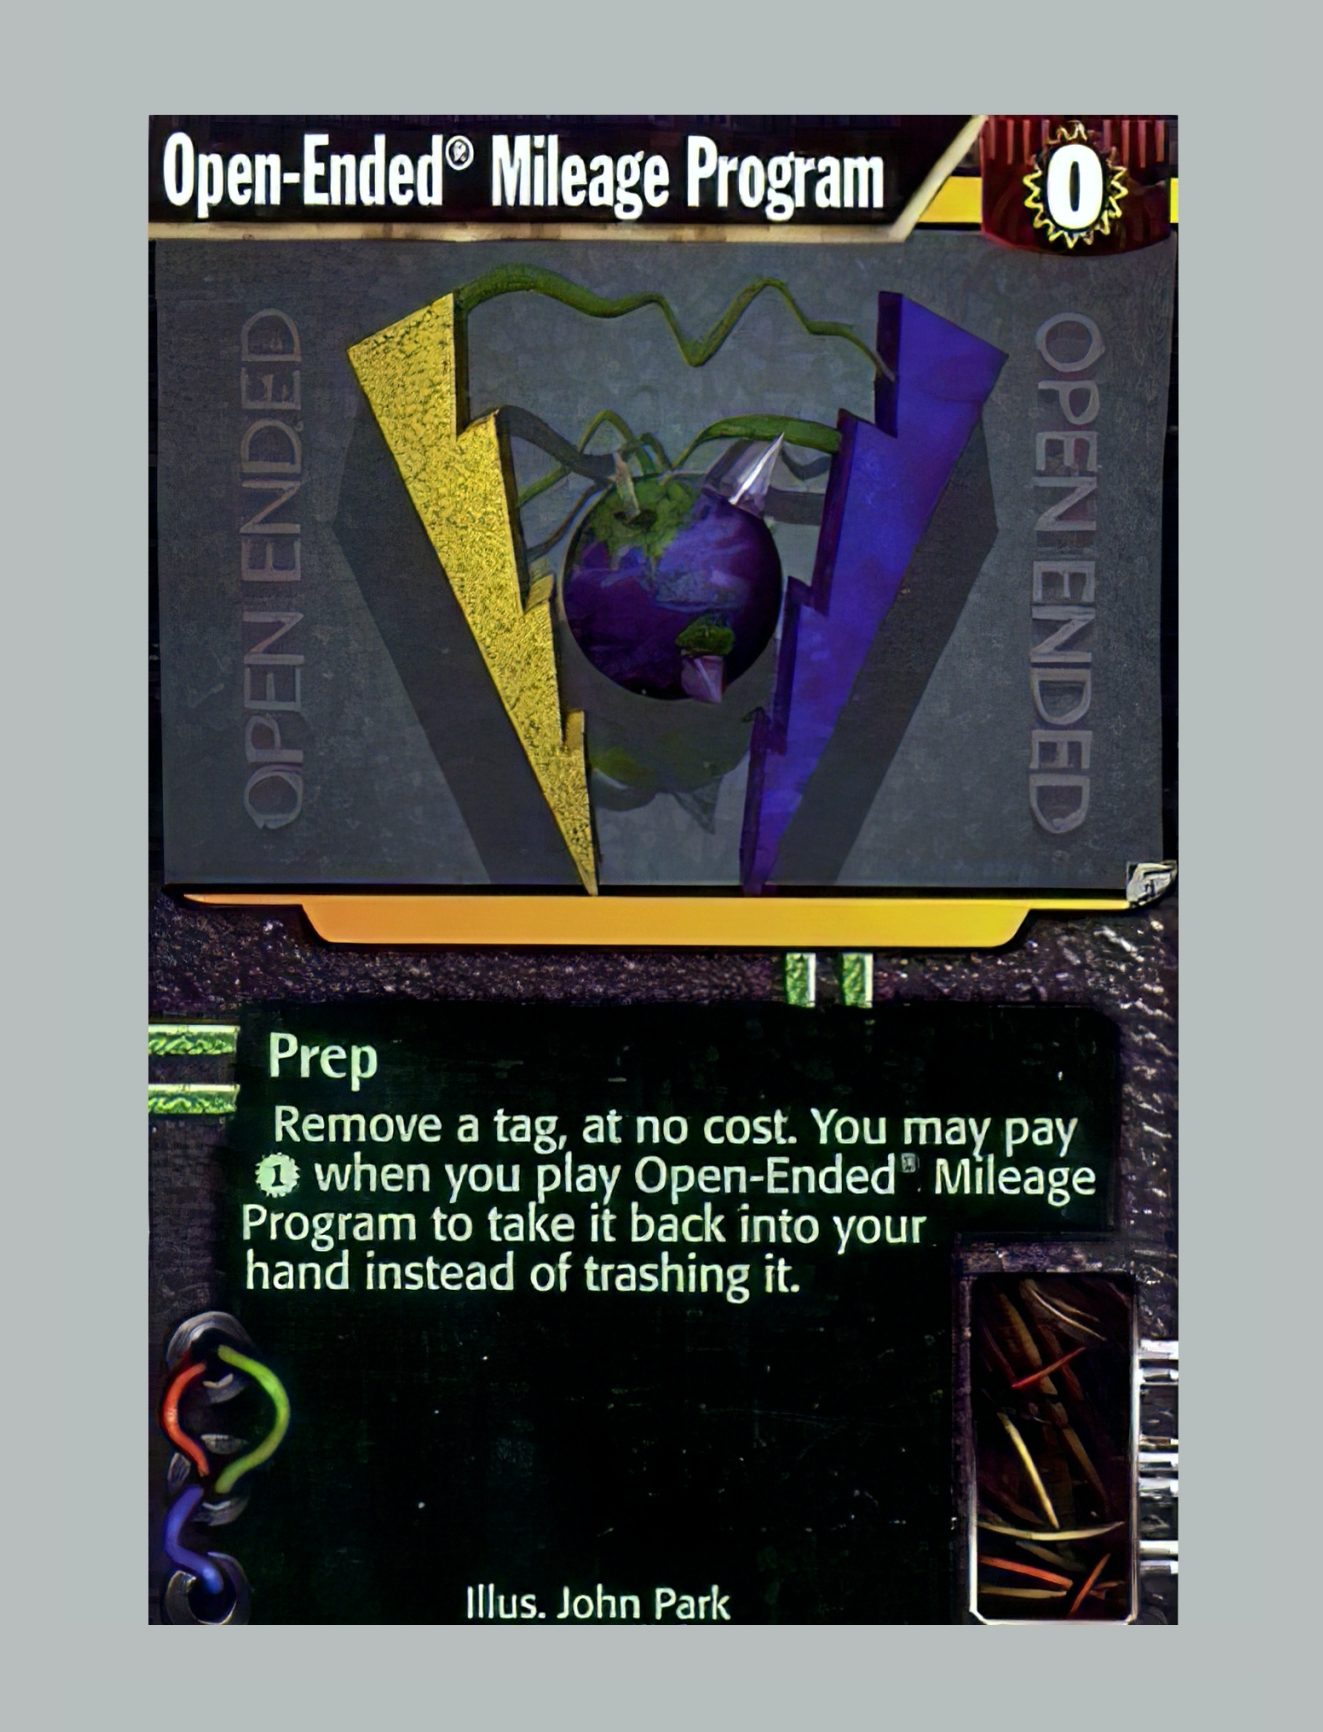 Open-Ended® Mileage Program
0
OPEN ENDED
OPEN ENDED
Prep
Remove a tag, at no cost. You may pay
1 when you play Open-Ended® Mileage
Program to take it back into your
hand instead of trashing it.
Illus. John Park